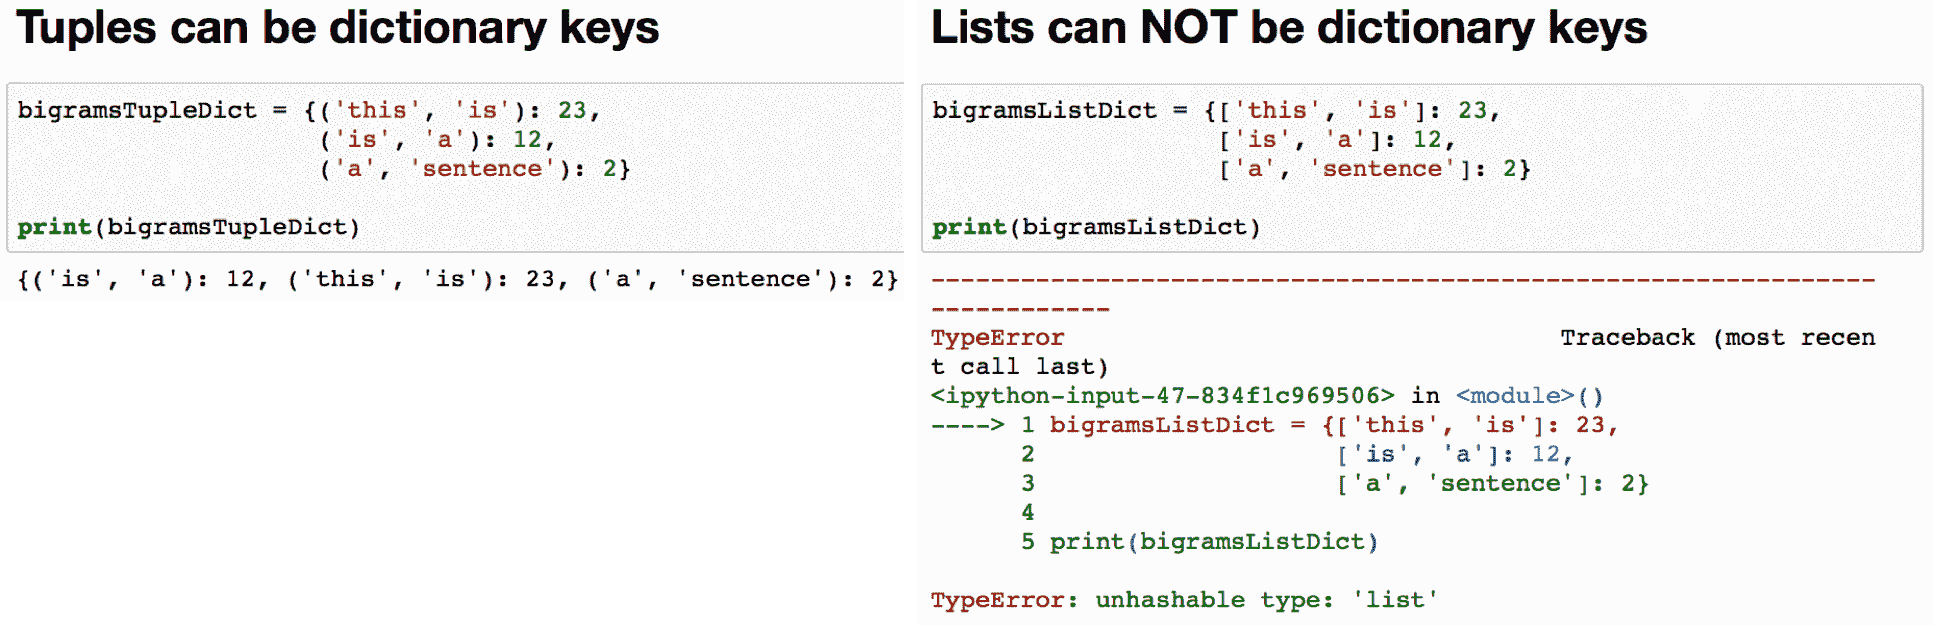 Tuples can be dictionary keys
bigramsTupleDict = {('this', 'is'): 23,
                    ('is', 'a'): 12,
                    ('a', 'sentence'): 2}
print(bigramsTupleDict)
{('is', 'a'): 12, ('this', 'is'): 23, ('a', 'sentence'): 2}
Lists can NOT be dictionary keys
bigramsListDict = {['this', 'is']: 23,
                   ['is', 'a']: 12,
                   ['a', 'sentence']: 2}
print(bigramsListDict)
---------------------------------------------------------------
------------
TypeError                                 Traceback (most recen
t call last)
<ipython-input-47-834f1c969506> in <module>()
----> 1 bigramsListDict = {['this', 'is']: 23,
      2                    ['is', 'a']: 12,
      3                    ['a', 'sentence']: 2}
      4
      5 print(bigramsListDict)
TypeError: unhashable type: 'list'